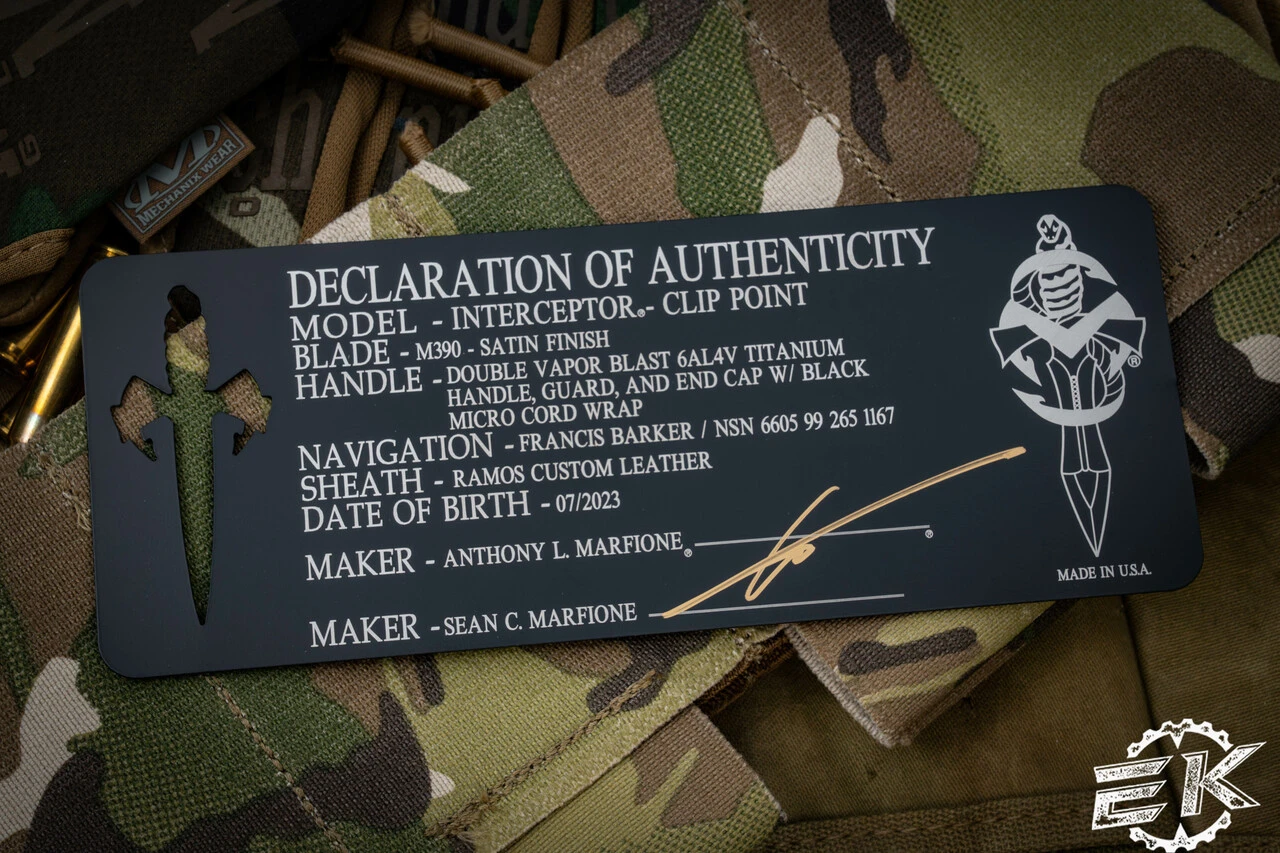 MECHANIX WEAR
DECLARATION OF AUTHENTICITY
MODEL - INTERCEPTOR® - CLIP POINT
BLADE - M390 - SATIN FINISH
HANDLE - DOUBLE VAPOR BLAST 6AL4V TITANIUM
HANDLE, GUARD, AND END CAP W/ BLACK
MICRO CORD WRAP
NAVIGATION - FRANCIS BARKER / NSN 6605 99 265 1167
SHEATH - RAMOS CUSTOM LEATHER
DATE OF BIRTH - 07/2023
MAKER - ANTHONY L. MARFIONE® ®
MAKER - SEAN C. MARFIONE
®
MADE IN U.S.A.
EK